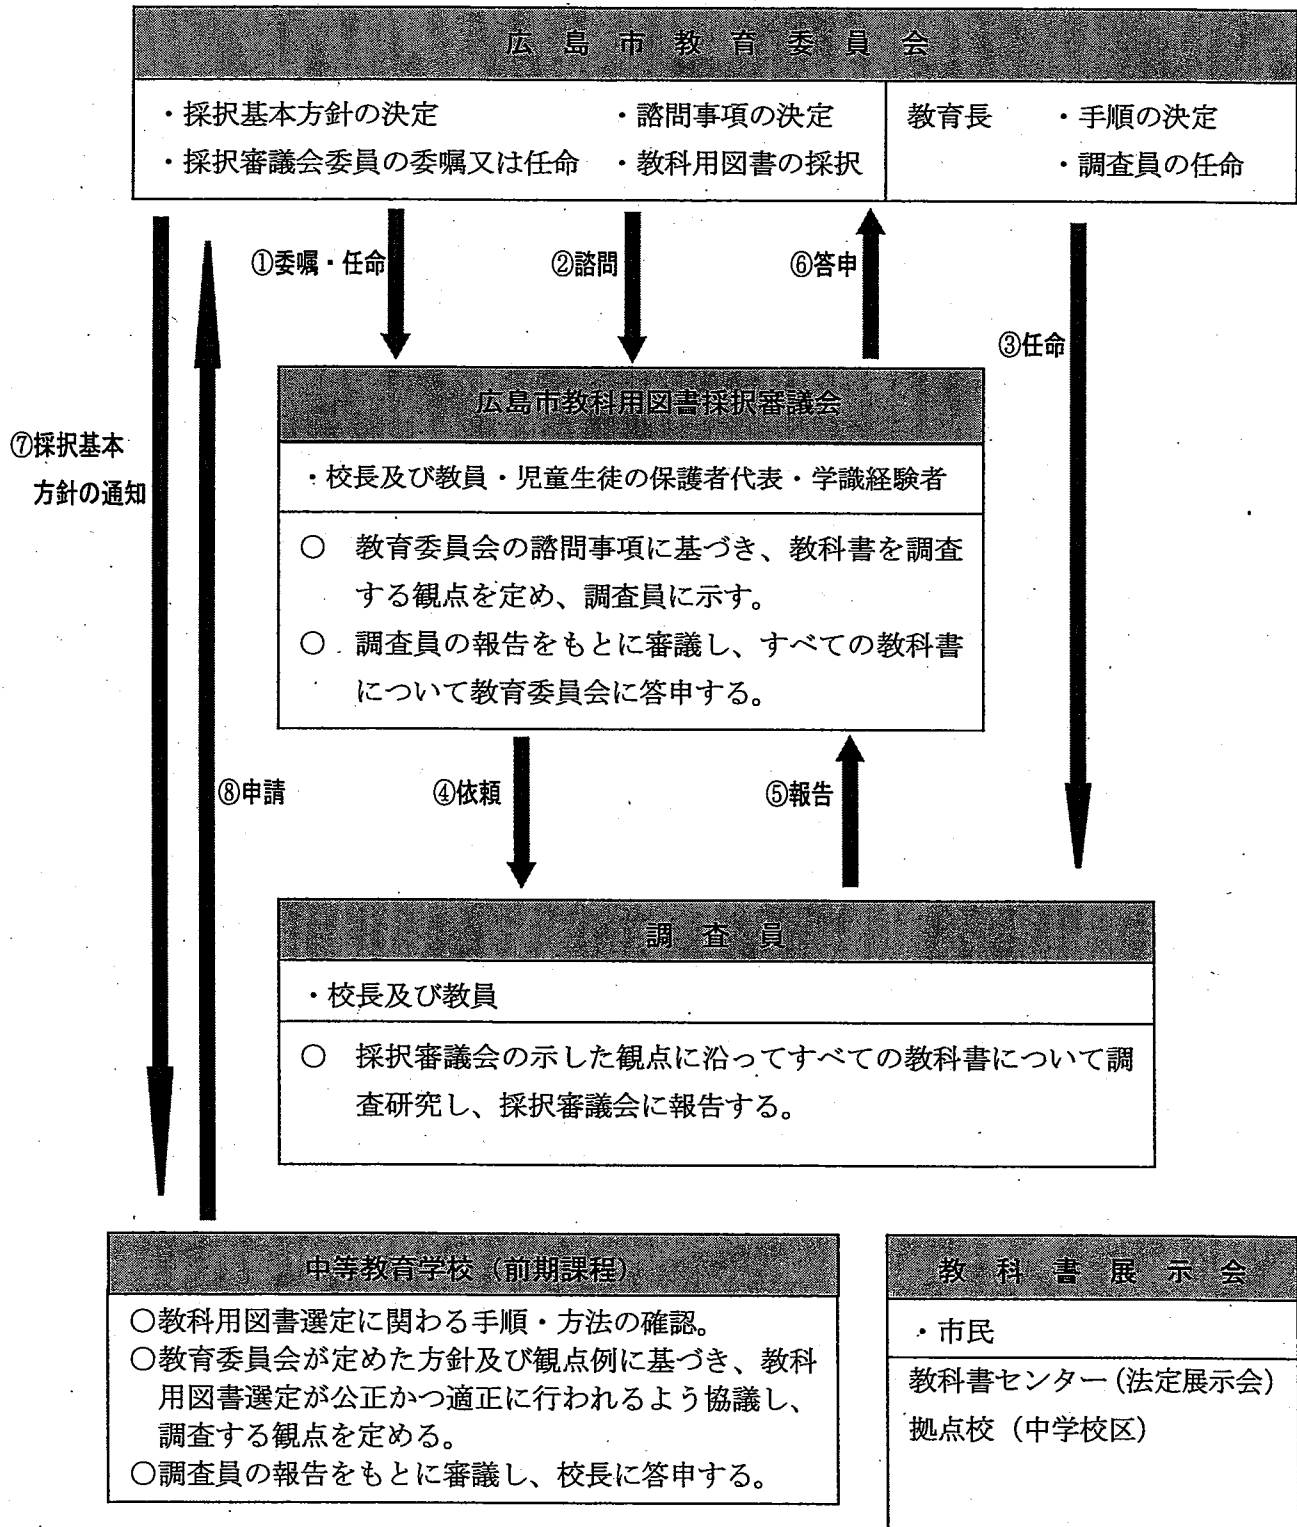 広島市教育委員会
・採択基本方針の決定 ・諮問事項の決定
・採択審議会委員の委嘱又は任命 ・教科用図書の採択
教育長 ・手順の決定
・調査員の任命
①委嘱・任命
②諮問
⑥答申
③任命
広島市教科用図書採択審議会
・校長及び教員・児童生徒の保護者代表・学識経験者
○ 教育委員会の諮問事項に基づき、教科書を調査
する観点を定め、調査員に示す。
○ 調査員の報告をもとに審議し、すべての教科書
について教育委員会に答申する。
⑦採択基本
方針の通知
⑧申請
④依頼
⑤報告
調査員
・校長及び教員
○ 採択審議会の示した観点に沿ってすべての教科書について調
査研究し、採択審議会に報告する。
中等教育学校(前期課程)
○教科用図書選定に関わる手順・方法の確認。
○教育委員会が定めた方針及び観点例に基づき、教科
用図書選定が公正かつ適正に行われるよう協議し、
調査する観点を定める。
○調査員の報告をもとに審議し、校長に答申する。
教科書展示会
・市民
教科書センター(法定展示会)
拠点校(中学校区)